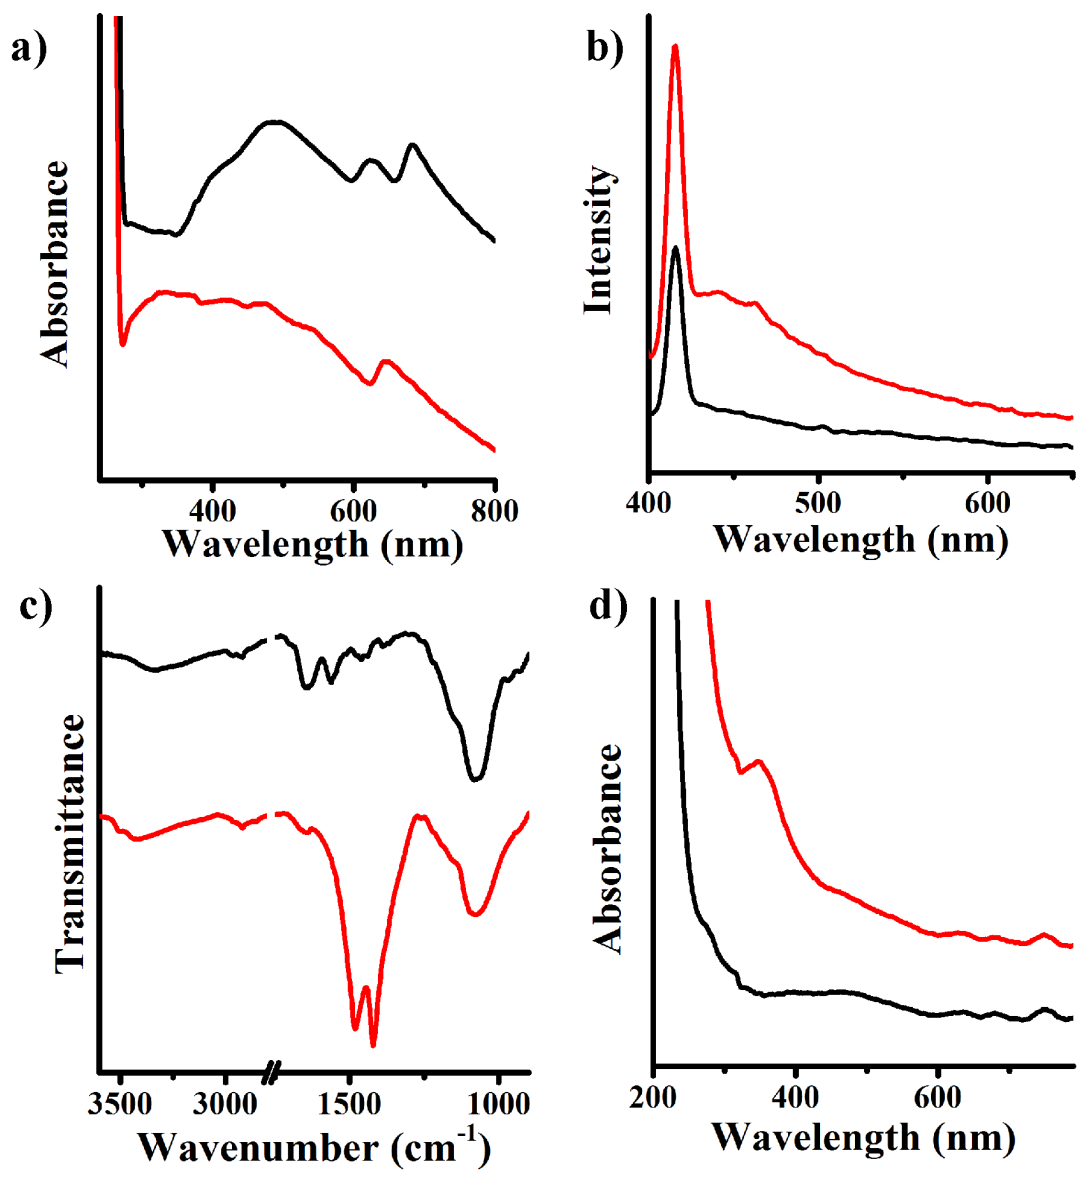 a)
Absorbance
400 600 800
Wavelength (nm)
b)
Intensity
400 500 600
Wavelength (nm)
c)
Transmittance
3500 3000 1500 1000
Wavenumber (cm⁻¹)
d)
Absorbance
200 400 600
Wavelength (nm)